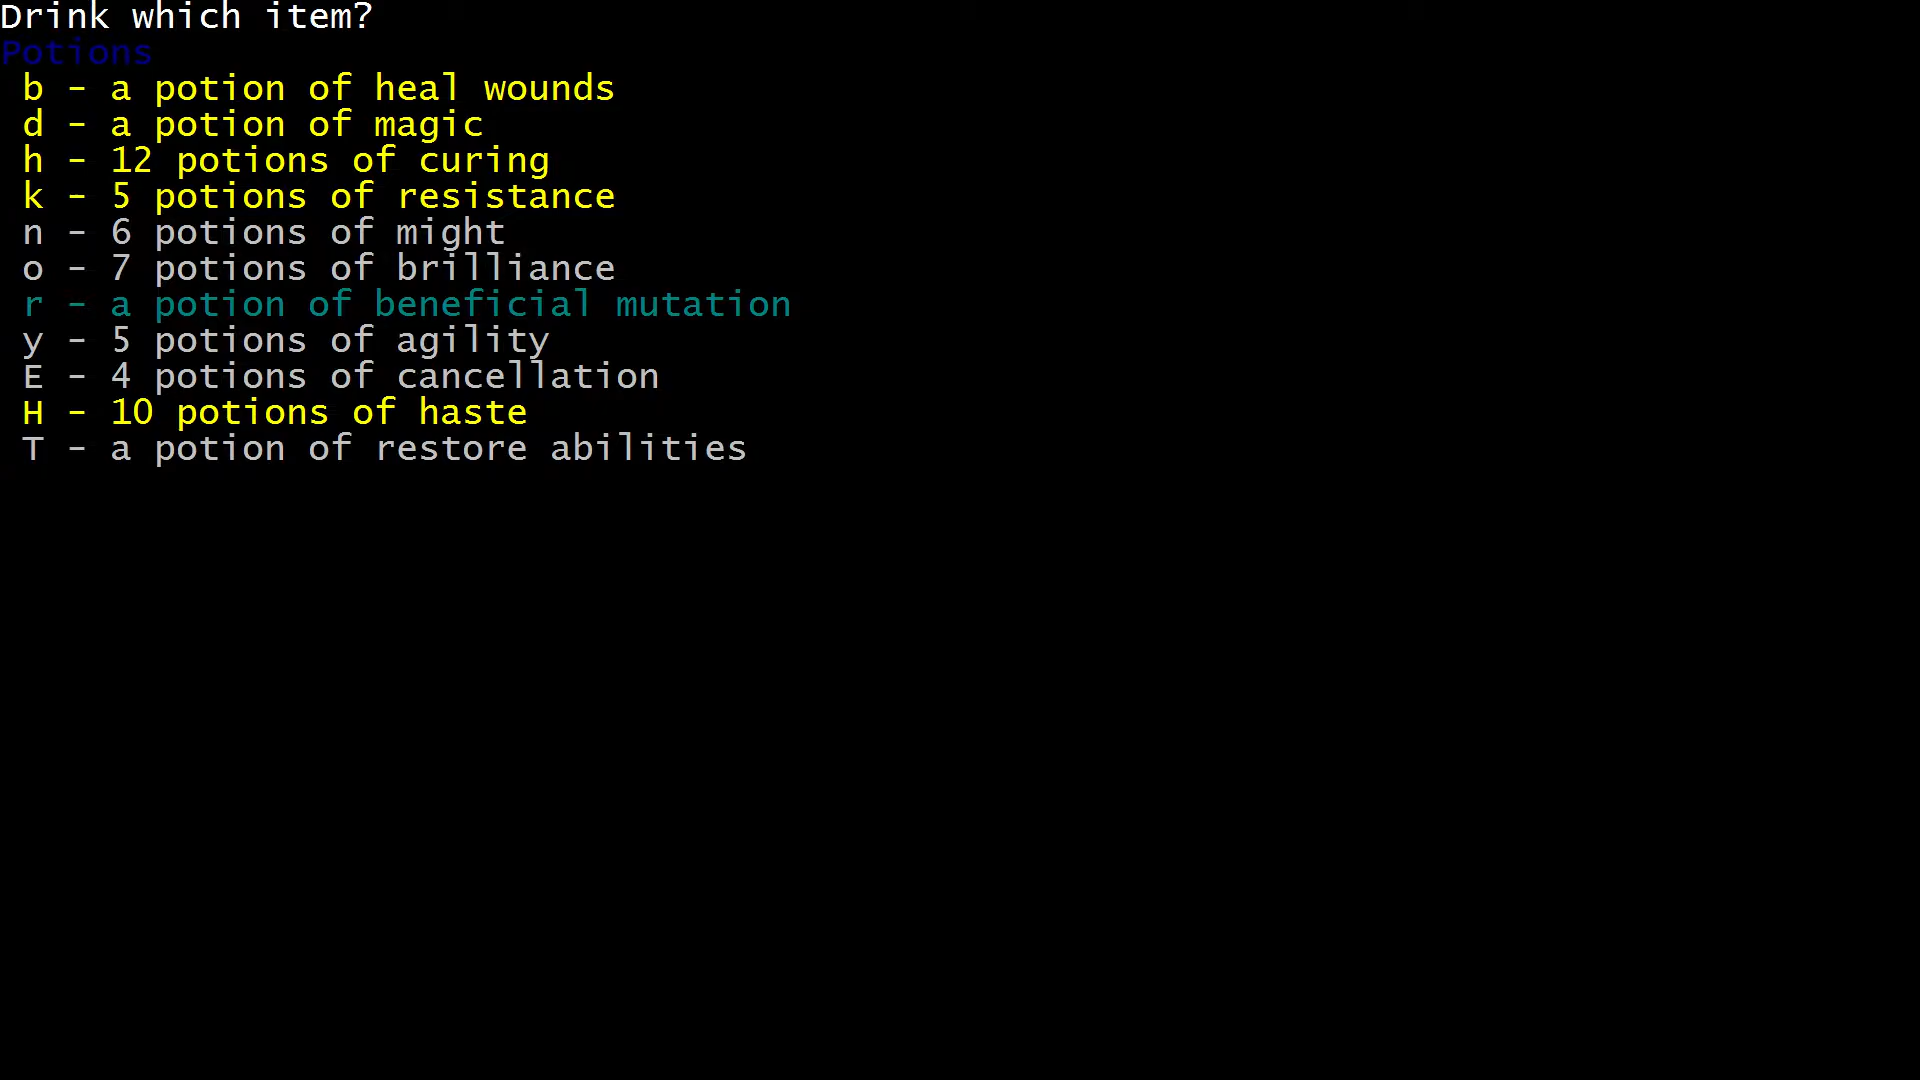 Drink which item?
Potions
b - a potion of heal wounds
d - a potion of magic
h - 12 potions of curing
k - 5 potions of resistance
n - 6 potions of might
o - 7 potions of brilliance
r - a potion of beneficial mutation
y - 5 potions of agility
E - 4 potions of cancellation
H - 10 potions of haste
T - a potion of restore abilities